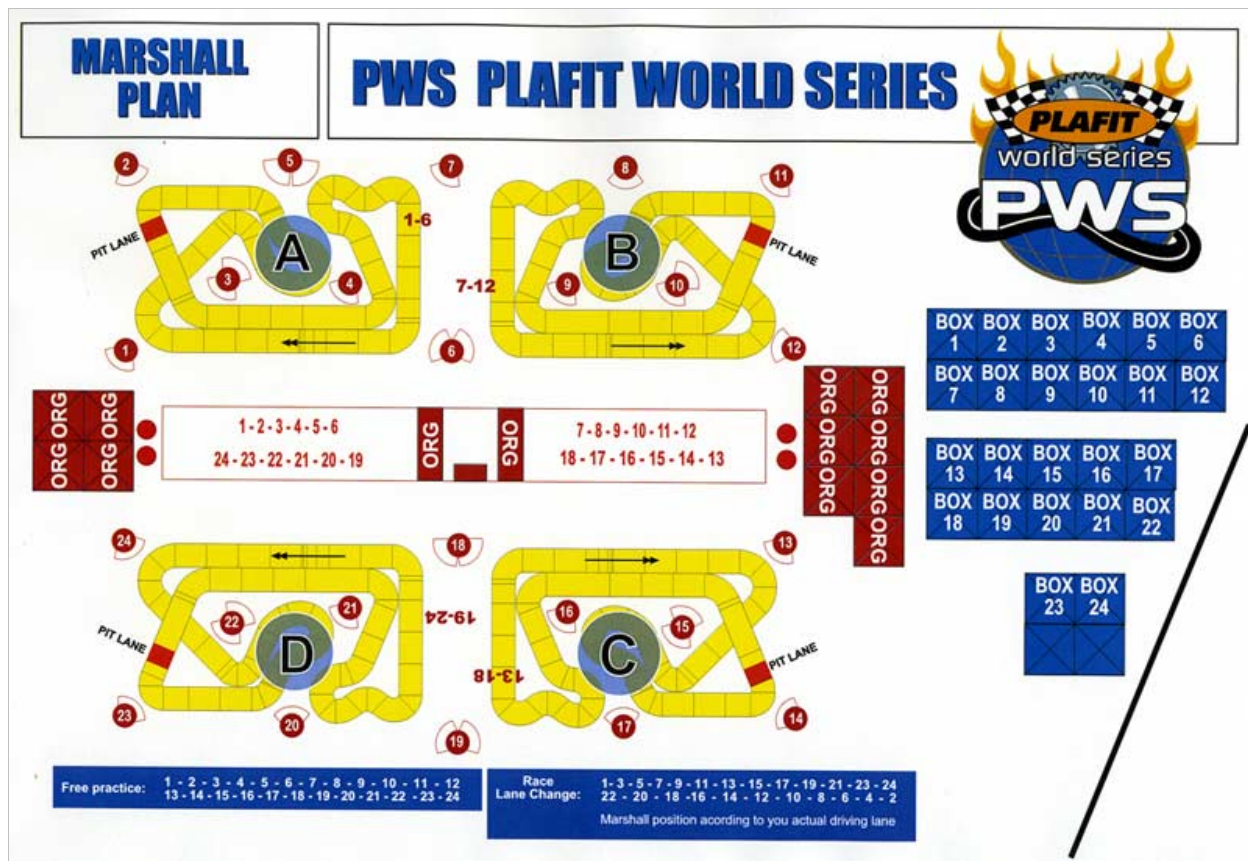 MARSHALL
PLAN
PWS PLAFIT WORLD SERIES
PLAFIT
world series
PWS
2
5
7
8
11
1-6
PIT LANE
A
B
PIT LANE
3
4
7-12
9
10
1
6
12
BOX 1
BOX 2
BOX 3
BOX 4
BOX 5
BOX 6
BOX 7
BOX 8
BOX 9
BOX 10
BOX 11
BOX 12
ORG
ORG
ORG
ORG
1 - 2 - 3 - 4 - 5 - 6
24 - 23 - 22 - 21 - 20 - 19
ORG
ORG
7 - 8 - 9 - 10 - 11 - 12
18 - 17 - 16 - 15 - 14 - 13
ORG
ORG
ORG
ORG
ORG
ORG
ORG
BOX 13
BOX 14
BOX 15
BOX 16
BOX 17
BOX 18
BOX 19
BOX 20
BOX 21
BOX 22
24
18
13
22
21
19-24
16
15
PIT LANE
D
C
PIT LANE
13-18
23
20
19
17
14
BOX 23
BOX 24
Free practice:
1 - 2 - 3 - 4 - 5 - 6 - 7 - 8 - 9 - 10 - 11 - 12
13 - 14 - 15 - 16 - 17 - 18 - 19 - 20 - 21 - 22 - 23 - 24
Race
Lane Change:
1- 3 - 5 - 7 - 9 - 11 - 13 - 15 - 17 - 19 - 21 - 23 - 24
22 - 20 - 18 -16 - 14 - 12 - 10 - 8 - 6 - 4 - 2
Marshall position acording to you actual driving lane